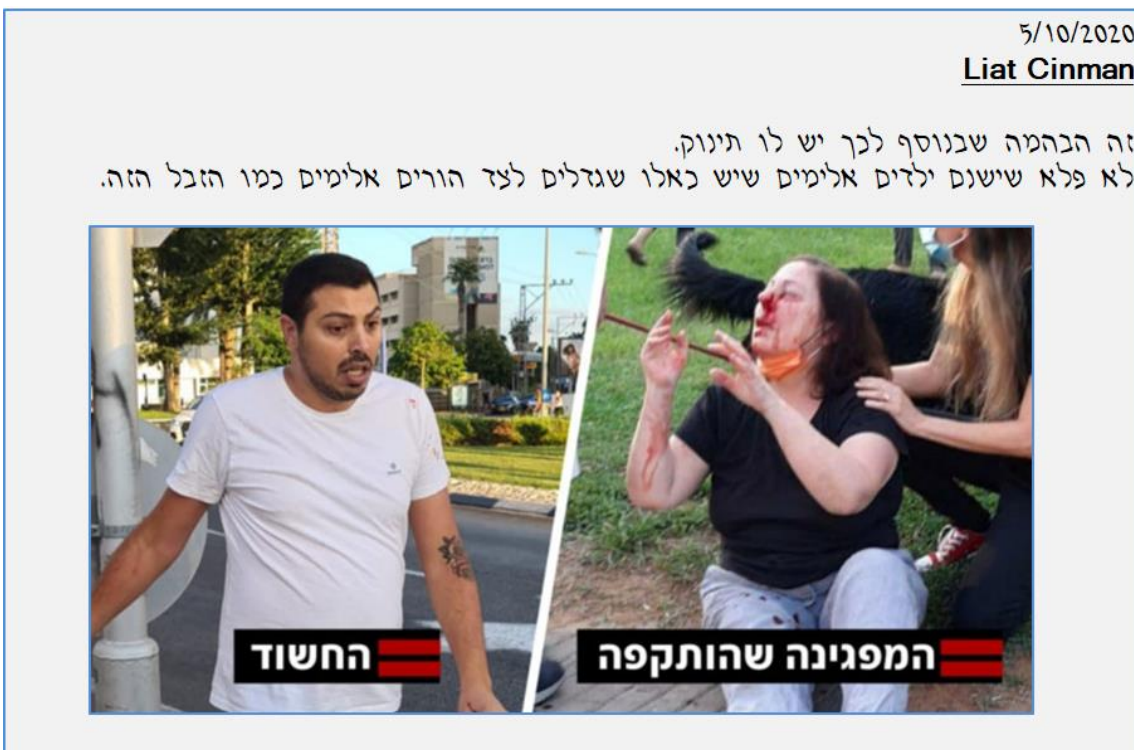 5/10/2020
Liat Cinman
זה הבהמה שבנוסף לכך יש לו תינוק.
לא פלא שישנם ילדים אלימים שיש כאלו שגדלים לצד הורים אלימים כמו הזבל הזה.
החשוד
המפגינה שהותקפה